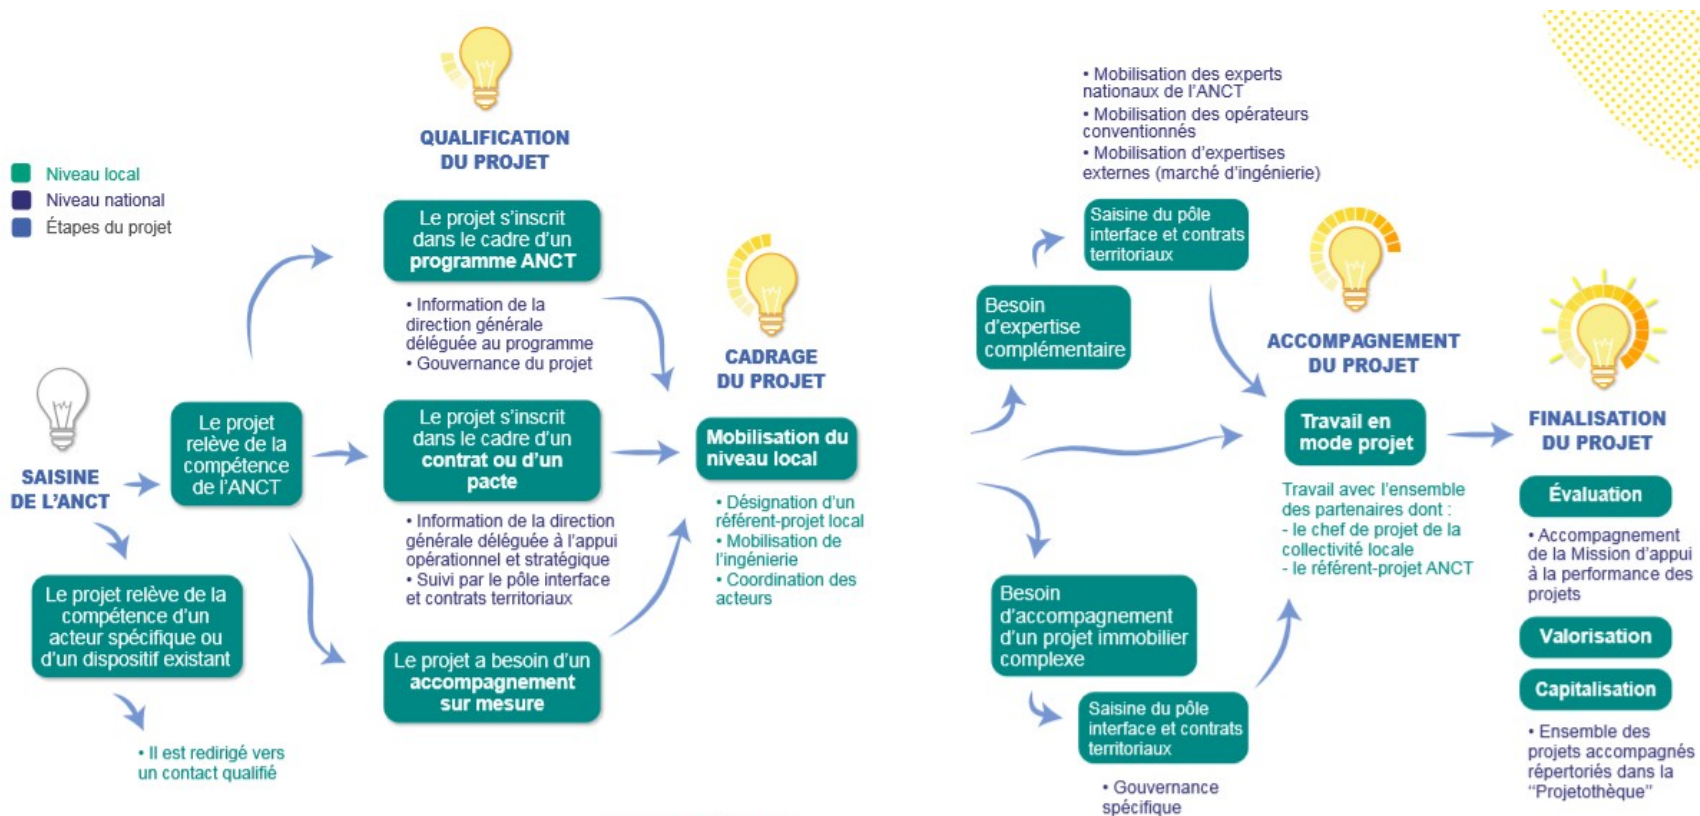 Niveau local
Niveau national
Étapes du projet
SAISINE
DE L'ANCT
Le projet
relève de la
compétence
de l'ANCT
Le projet relève de la
compétence d'un
acteur spécifique ou
d'un dispositif existant
• Il est redirigé vers
un contact qualifié
QUALIFICATION
DU PROJET
Le projet s'inscrit
dans le cadre d'un
programme ANCT
• Information de la
direction générale
déléguée au programme
• Gouvernance du projet
Le projet s'inscrit
dans le cadre d'un
contrat ou d'un
pacte
• Information de la direction
générale déléguée à l'appui
opérationnel et stratégique
• Suivi par le pôle interface
et contrats territoriaux
Le projet a besoin d'un
accompagnement
sur mesure
CADRAGE
DU PROJET
Mobilisation du
niveau local
• Désignation d'un
référent-projet local
• Mobilisation de
l'ingénierie
• Coordination des
acteurs
• Mobilisation des experts
nationaux de l'ANCT
• Mobilisation des opérateurs
conventionnés
• Mobilisation d'expertises
externes (marché d'ingénierie)
Saisine du pôle
interface et contrats
territoriaux
Besoin
d'expertise
complémentaire
Besoin
d'accompagnement
d'un projet immobilier
complexe
Saisine du pôle
interface et contrats
territoriaux
• Gouvernance
spécifique
ACCOMPAGNEMENT
DU PROJET
Travail en
mode projet
Travail avec l'ensemble
des partenaires dont :
- le chef de projet de la
collectivité locale
- le référent-projet ANCT
FINALISATION
DU PROJET
Évaluation
• Accompagnement
de la Mission d'appui
à la performance des
projets
Valorisation
Capitalisation
• Ensemble des
projets accompagnés
répertoriés dans la
“Projetothèque”